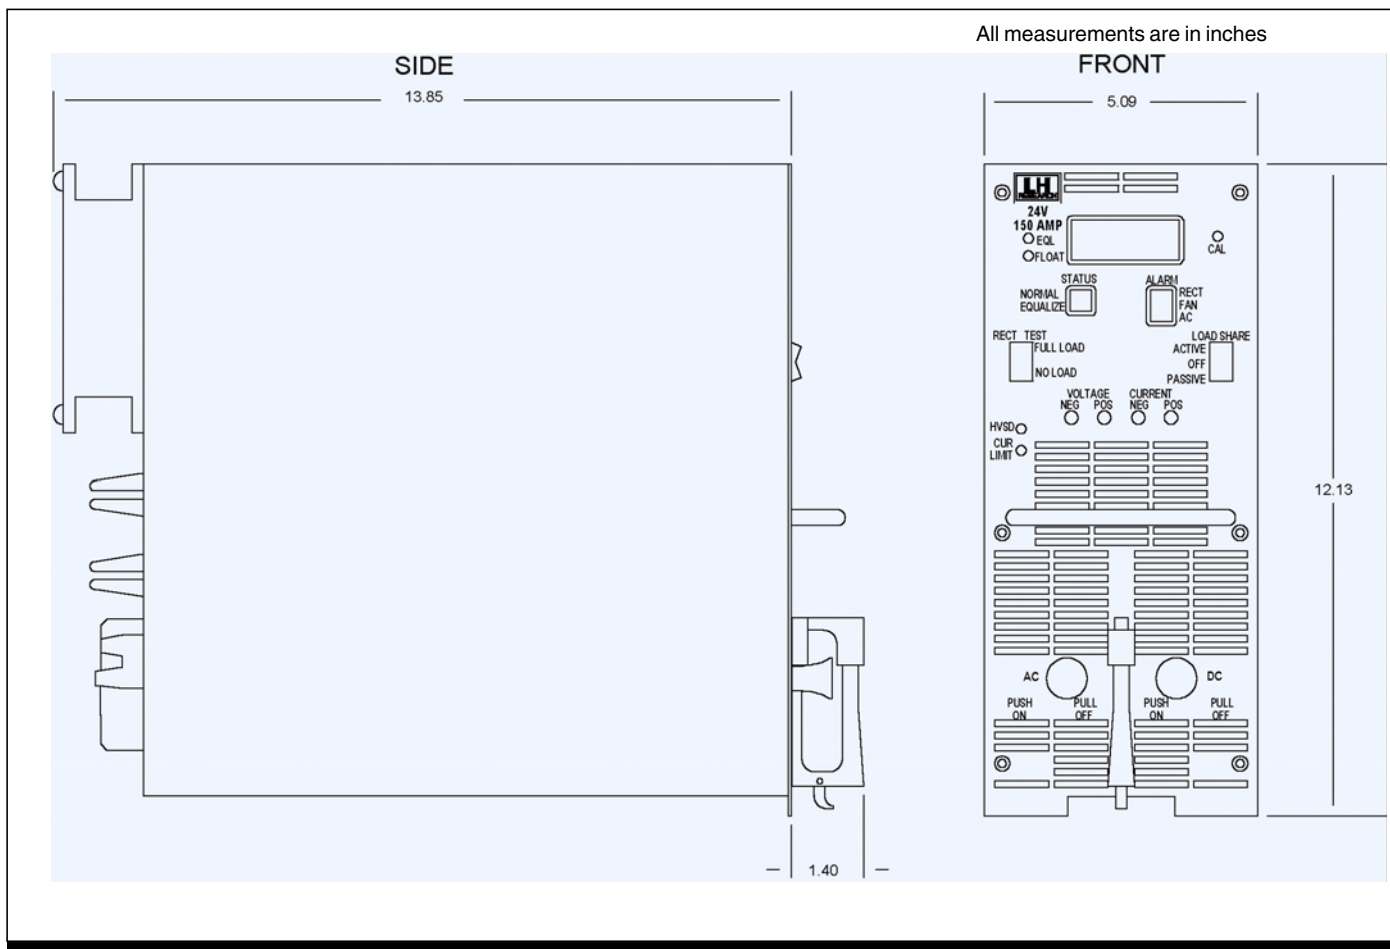 All measurements are in inches
SIDE
FRONT
13.85
5.09
LH
RESEARCH
24V
150 AMP
EQL
FLOAT
CAL
STATUS
ALARM
NORMAL
EQUALIZE
RECT
FAN
AC
RECT TEST
FULL LOAD
NO LOAD
LOAD SHARE
ACTIVE
OFF
PASSIVE
VOLTAGE
NEG POS
CURRENT
NEG POS
HVSD
CUR
LIMIT
12.13
AC
DC
PUSH
ON
PULL
OFF
PUSH
ON
PULL
OFF
1.40